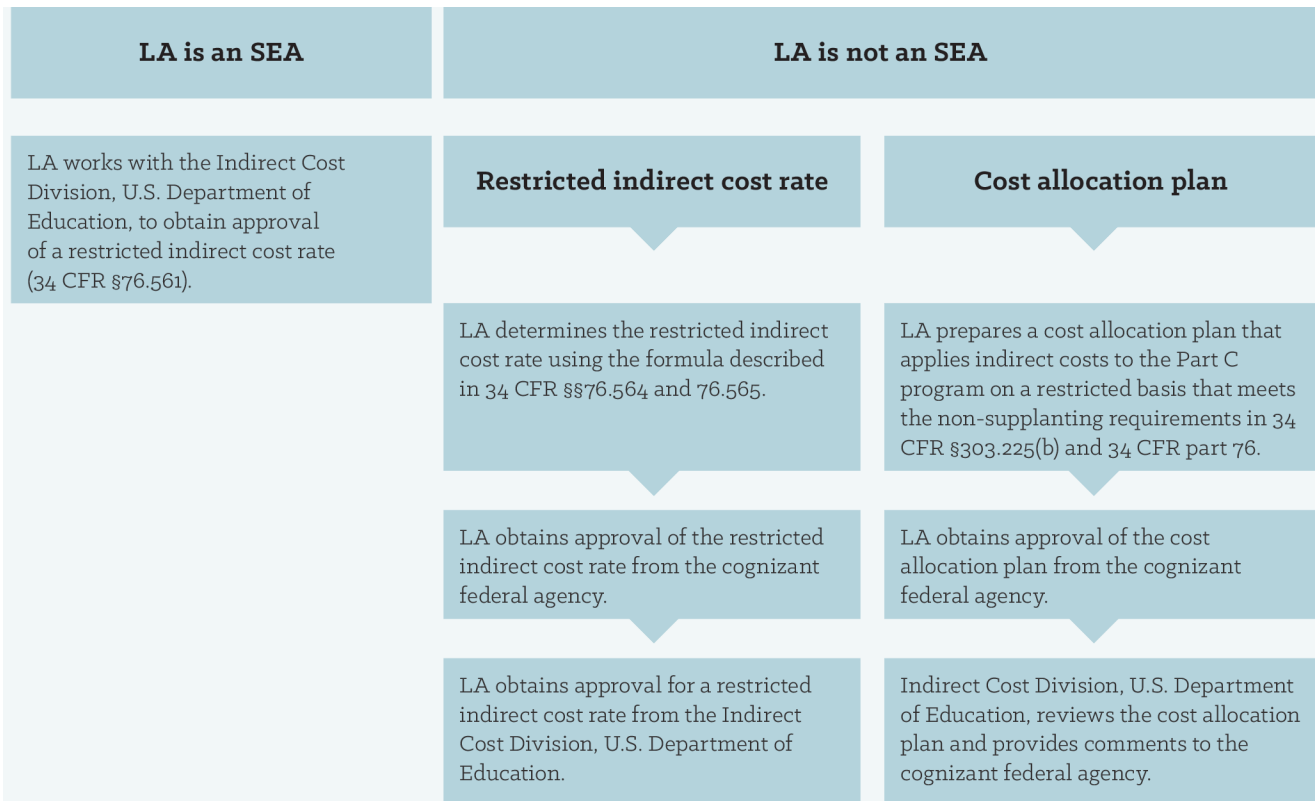 LA is an SEA
LA is not an SEA
LA works with the Indirect Cost
Division, U.S. Department of
Education, to obtain approval
of a restricted indirect cost rate
(34 CFR §76.561).
Restricted indirect cost rate
LA determines the restricted indirect
cost rate using the formula described
in 34 CFR §§76.564 and 76.565.
LA obtains approval of the restricted
indirect cost rate from the cognizant
federal agency.
LA obtains approval for a restricted
indirect cost rate from the Indirect
Cost Division, U.S. Department of
Education.
Cost allocation plan
LA prepares a cost allocation plan that
applies indirect costs to the Part C
program on a restricted basis that meets
the non-supplanting requirements in 34
CFR §303.225(b) and 34 CFR part 76.
LA obtains approval of the cost
allocation plan from the cognizant
federal agency.
Indirect Cost Division, U.S. Department
of Education, reviews the cost allocation
plan and provides comments to the
cognizant federal agency.